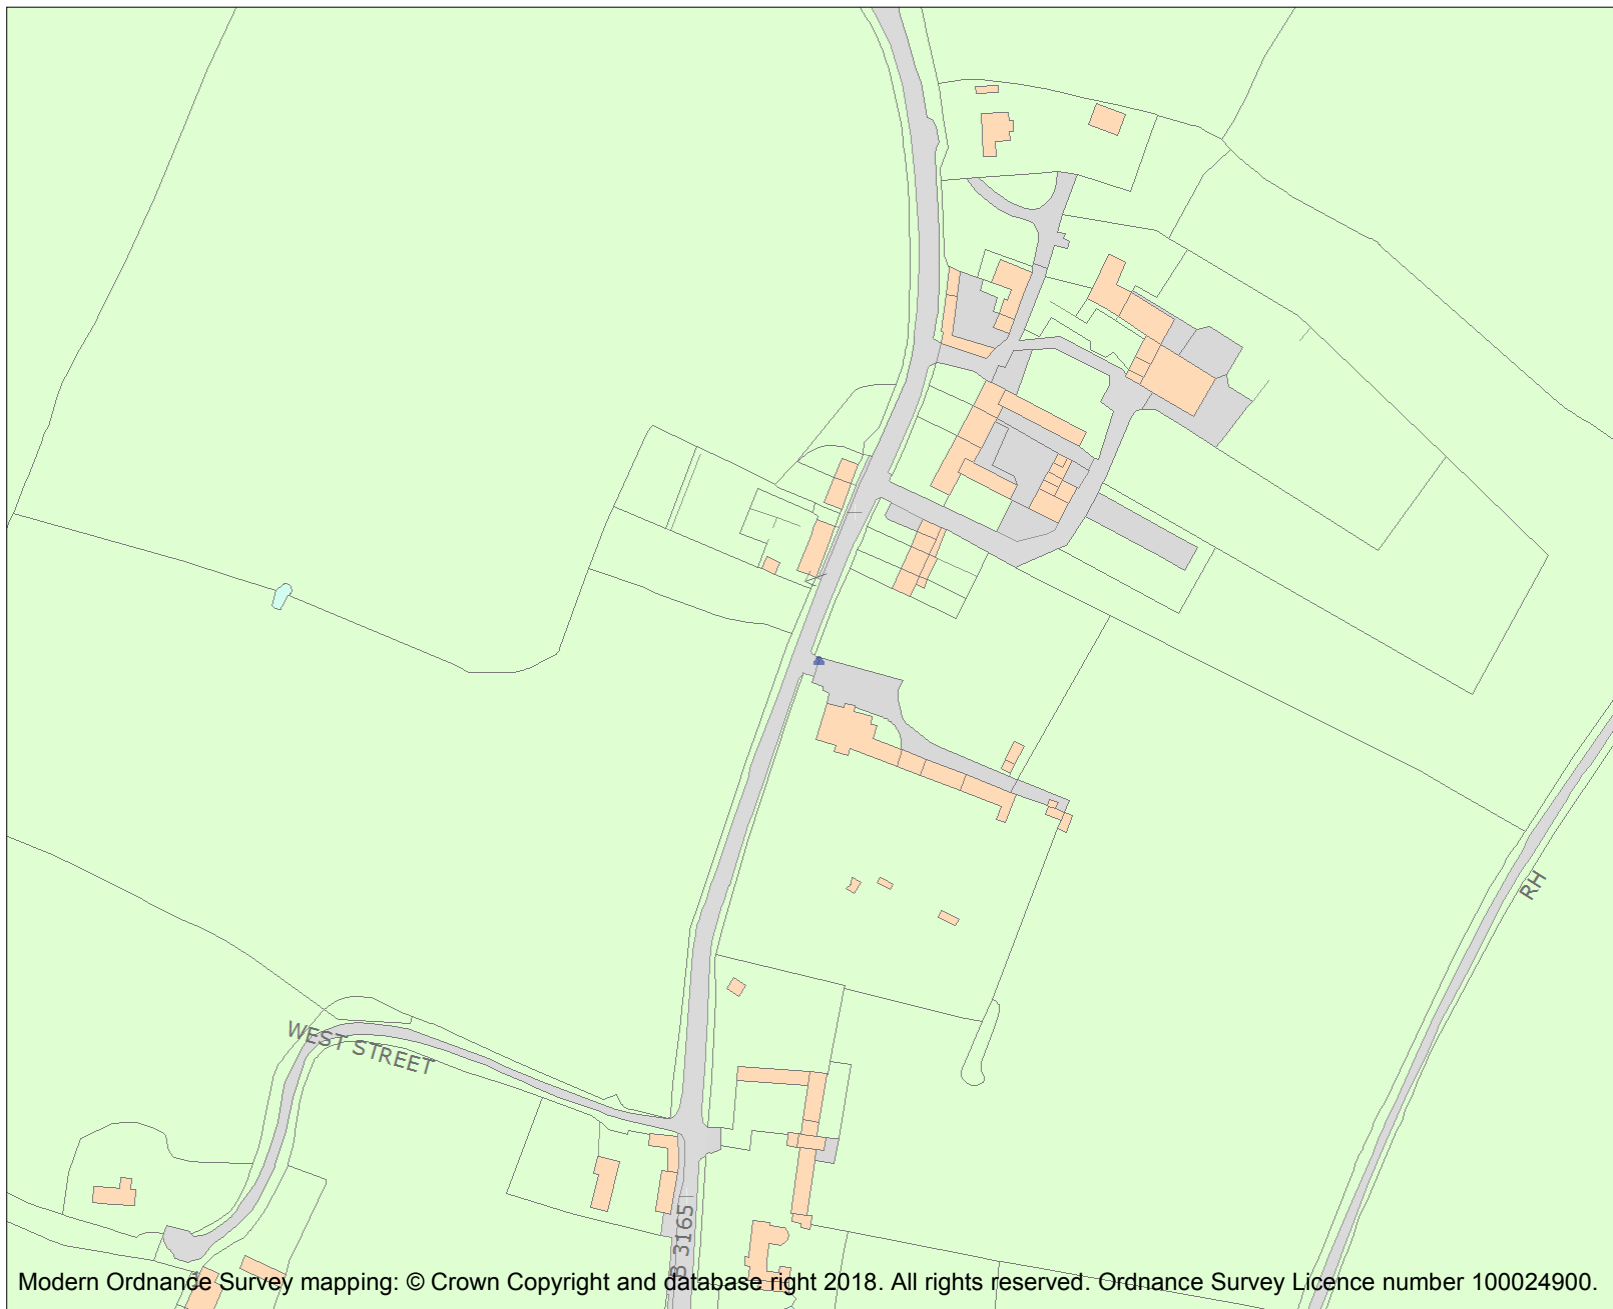 RH
WEST STREET
B 3165
Modern Ordnance Survey mapping: © Crown Copyright and database right 2018. All rights reserved. Ordnance Survey Licence number 100024900.